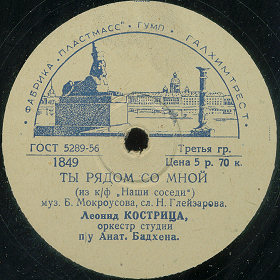 ФАБРИКА „ПЛАСТМАСС" ГУМП • ГАЛХИМТРЕСТ •
ГОСТ 5289-56 Третья гр.
1849 Цена 5 р. 70 к.
ТЫ РЯДОМ СО МНОЙ
(из к/ф „Наши соседи")
муз. Б. Мокроусова, сл. Н. Глейзарова.
Леонид КОСТРИЦА,
оркестр студии
п/у Анат. Бадхена.